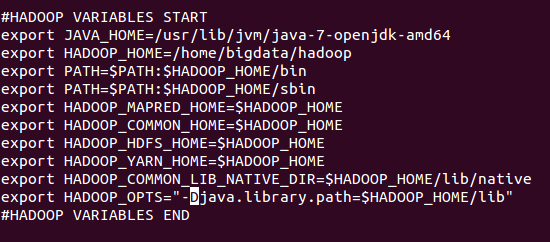 #HADOOP VARIABLES START
export JAVA_HOME=/usr/lib/jvm/java-7-openjdk-amd64
export HADOOP_HOME=/home/bigdata/hadoop
export PATH=$PATH:$HADOOP_HOME/bin
export PATH=$PATH:$HADOOP_HOME/sbin
export HADOOP_MAPRED_HOME=$HADOOP_HOME
export HADOOP_COMMON_HOME=$HADOOP_HOME
export HADOOP_HDFS_HOME=$HADOOP_HOME
export HADOOP_YARN_HOME=$HADOOP_HOME
export HADOOP_COMMON_LIB_NATIVE_DIR=$HADOOP_HOME/lib/native
export HADOOP_OPTS="-Djava.library.path=$HADOOP_HOME/lib"
#HADOOP VARIABLES END